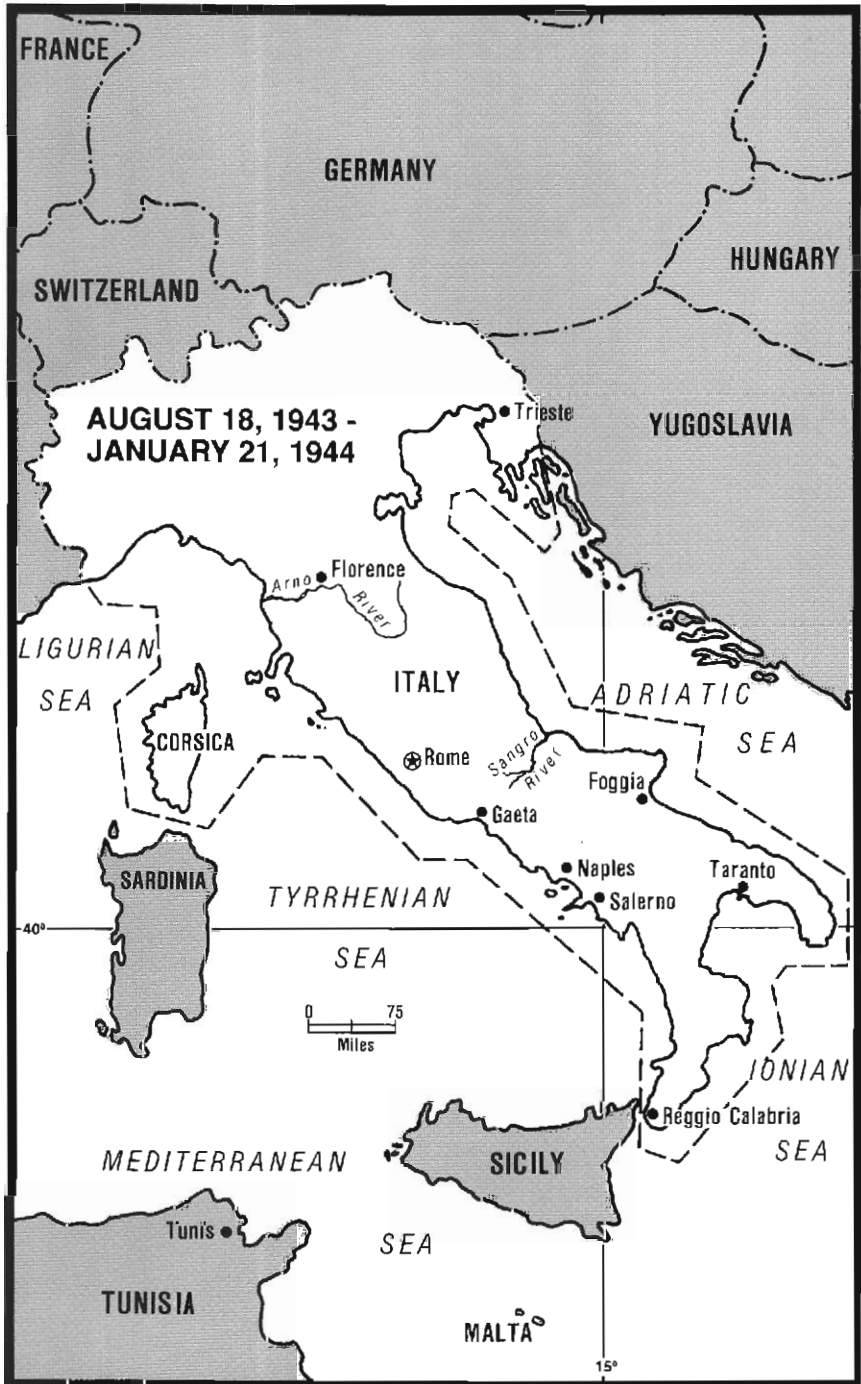 FRANCE
GERMANY
HUNGARY
SWITZERLAND
AUGUST 18, 1943 -
JANUARY 21, 1944
Trieste
YUGOSLAVIA
Arno River
Florence
LIGURIAN
SEA
ITALY
ADRIATIC
SEA
CORSICA
Rome
Sangro River
Foggia
Gaeta
Naples
Taranto
SARDINIA
Salerno
TYRRHENIAN
SEA
40°
0 75
Miles
IONIAN
SEA
Reggio Calabria
MEDITERRANEAN
SEA
SICILY
Tunis
TUNISIA
MALTA
15°